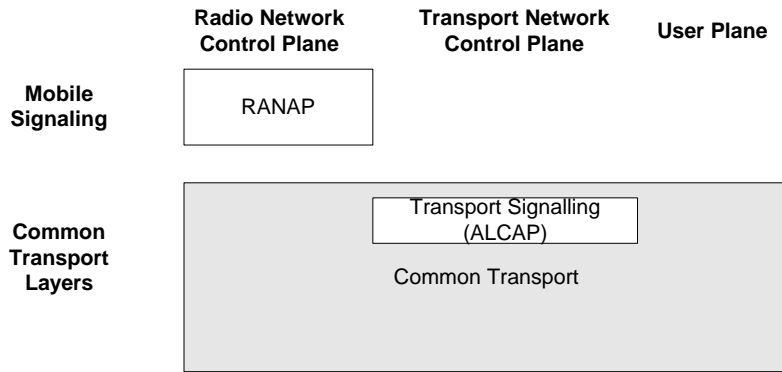 Radio Network
Control Plane
Transport Network
Control Plane
User Plane
Mobile
Signaling
RANAP
Common
Transport
Layers
Transport Signalling
(ALCAP)
Common Transport